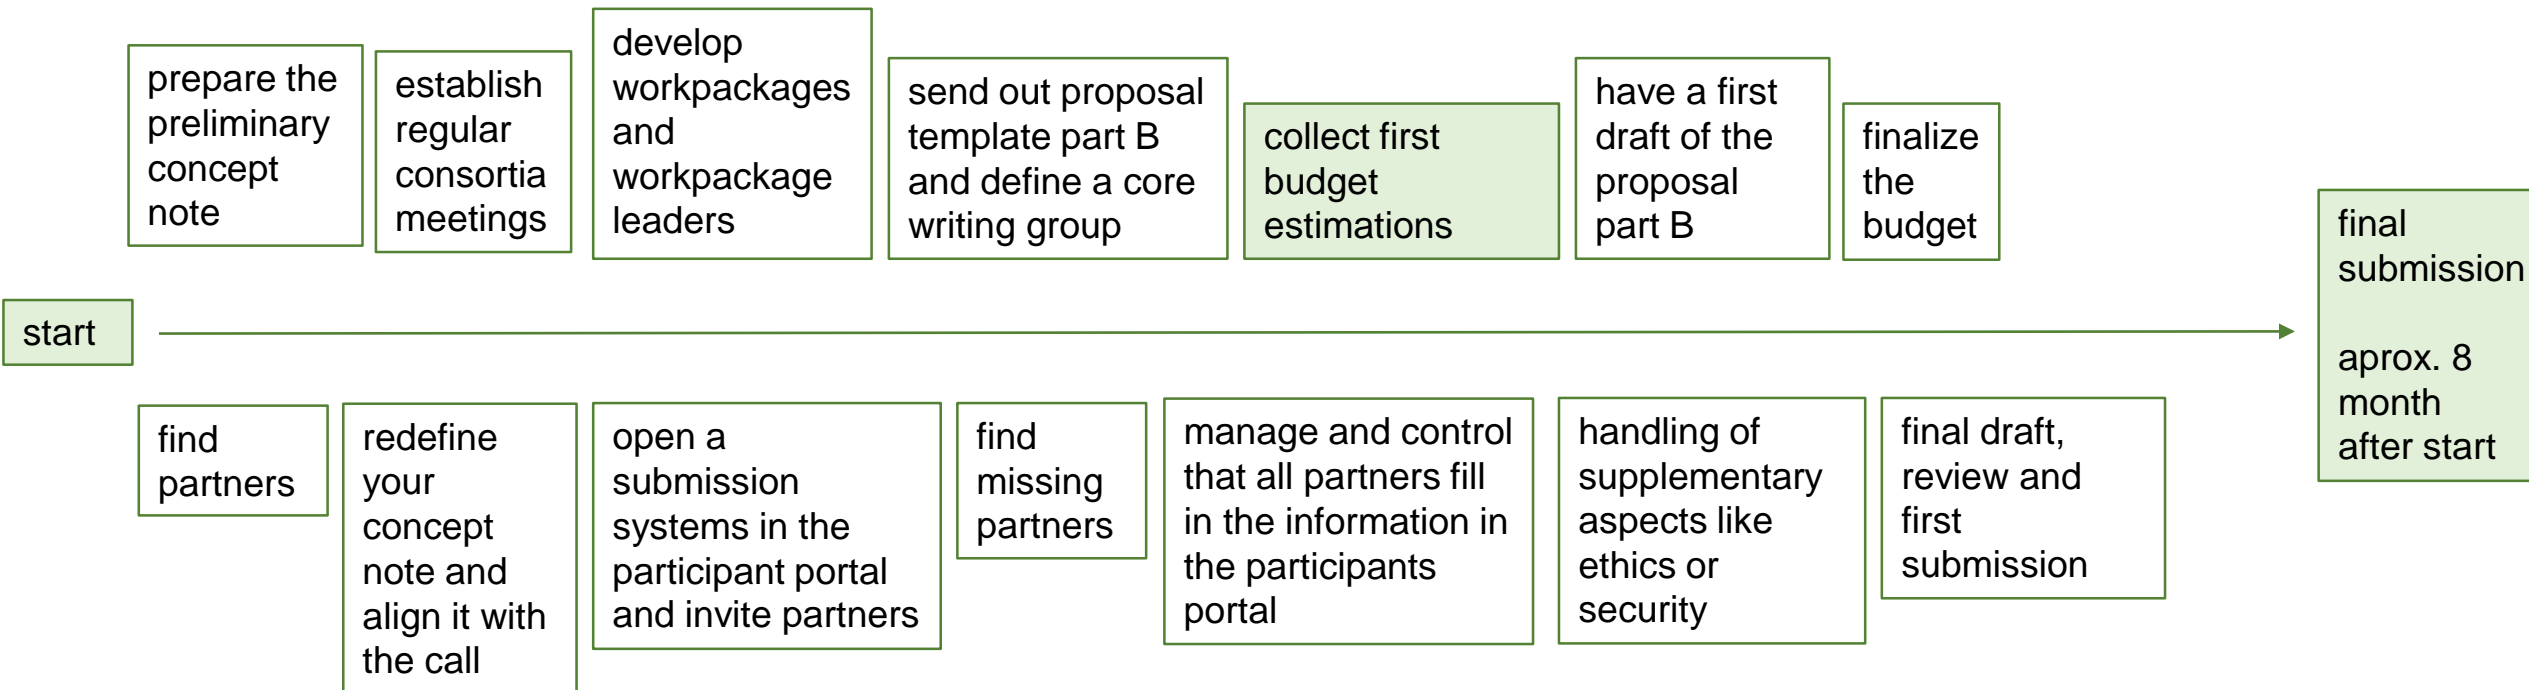 prepare the
preliminary
concept
note
establish
regular
consortia
meetings
develop
workpackages
and
workpackage
leaders
send out proposal
template part B
and define a core
writing group
collect first
budget
estimations
have a first
draft of the
proposal
part B
finalize
the
budget
final
submission
aprox. 8
month
after start
start
find
partners
redefine
your
concept
note and
align it with
the call
open a
submission
systems in the
participant portal
and invite partners
find
missing
partners
manage and control
that all partners fill
in the information in
the participants
portal
handling of
supplementary
aspects like
ethics or
security
final draft,
review and
first
submission